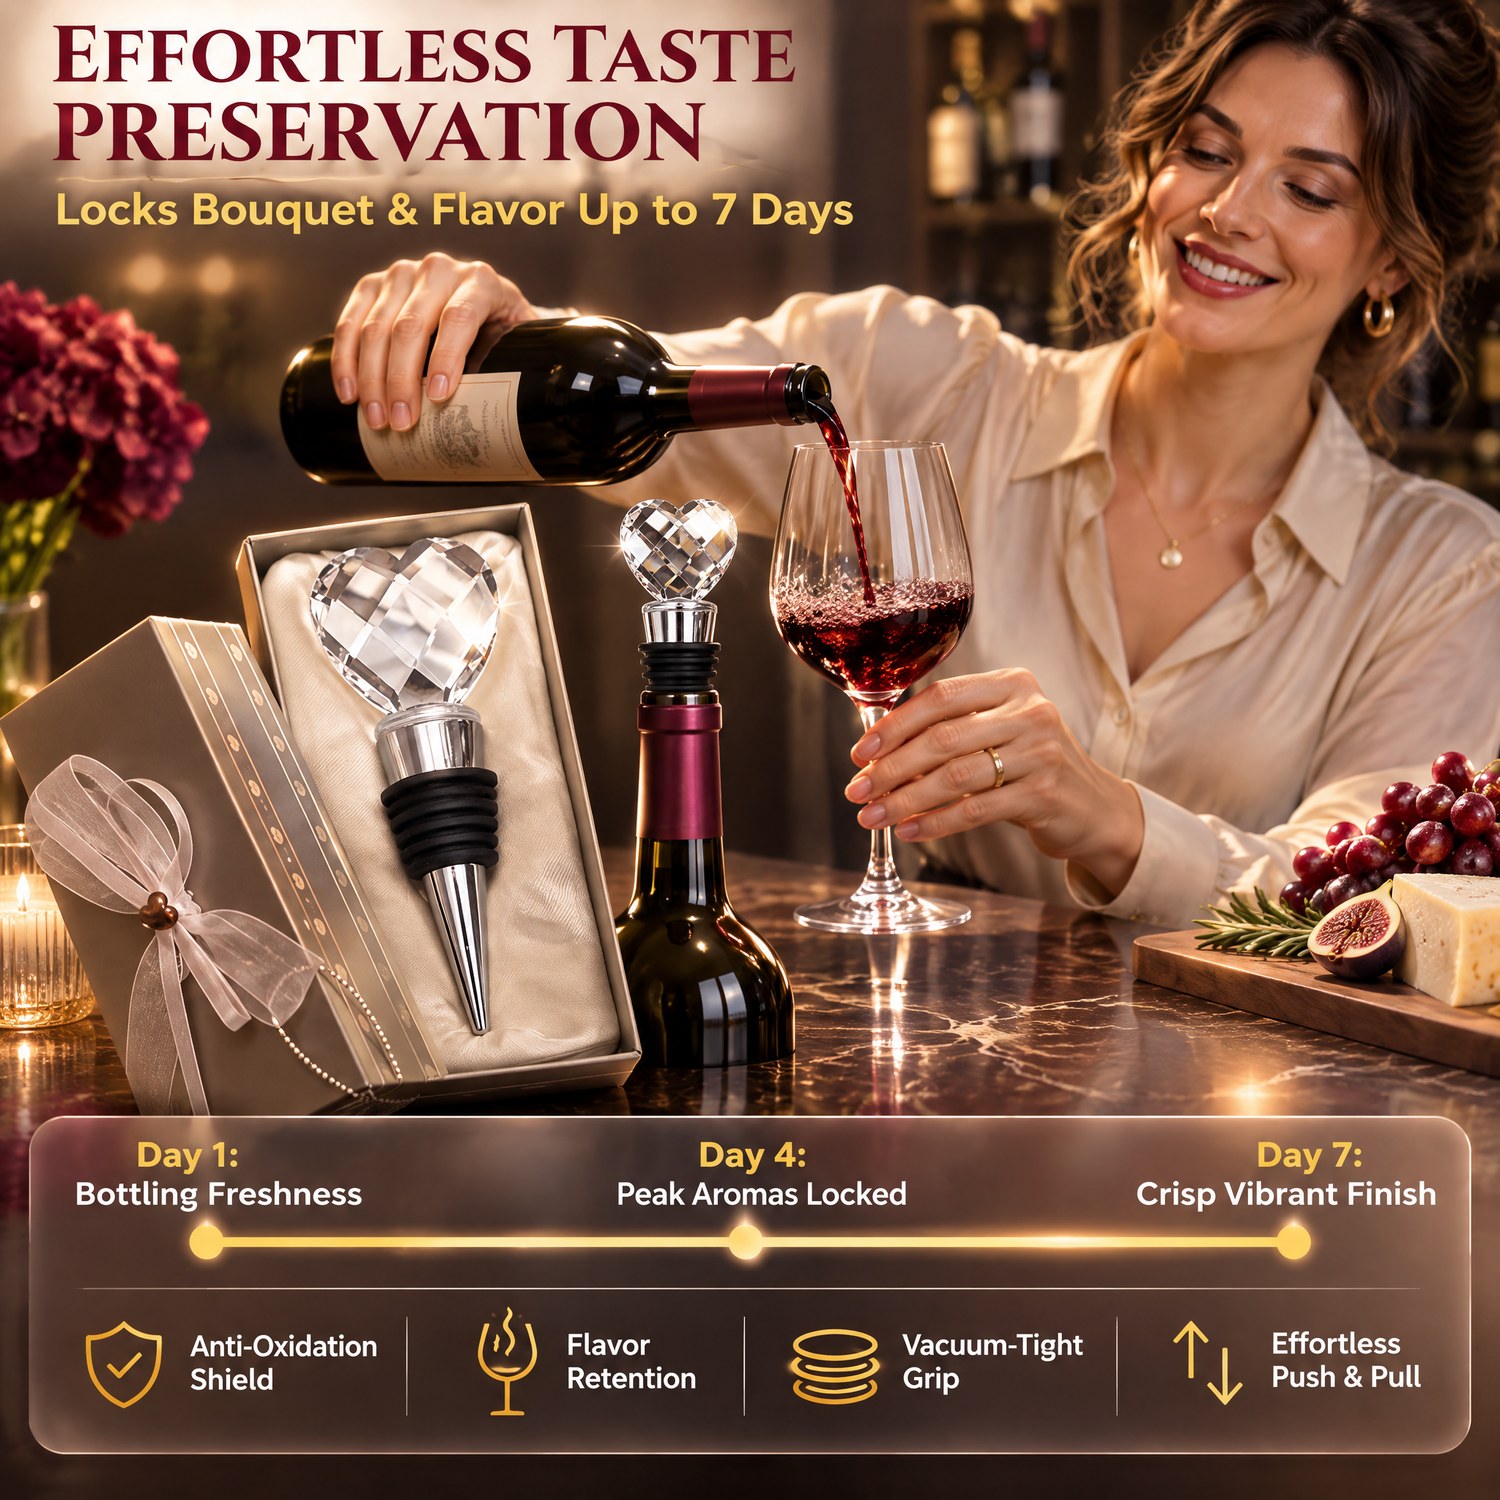 EFFORTLESS TASTE
PRESERVATION
Locks Bouquet & Flavor Up to 7 Days
Day 1:
Bottling Freshness
Day 4:
Peak Aromas Locked
Day 7:
Crisp Vibrant Finish
Anti-Oxidation
Shield
Flavor
Retention
Vacuum-Tight
Grip
Effortless
Push & Pull